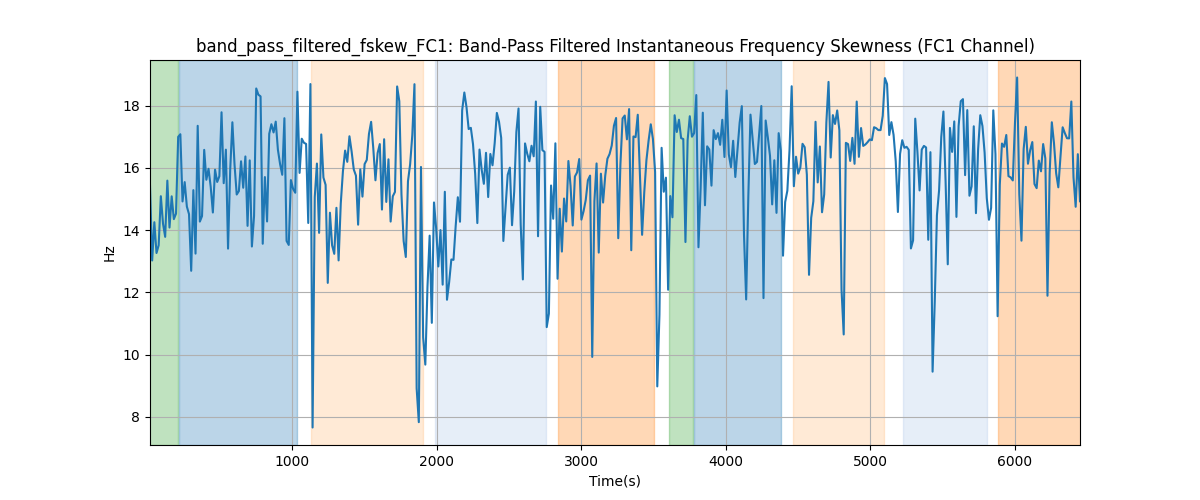 band_pass_filtered_fskew_FC1: Band-Pass Filtered Instantaneous Frequency Skewness (FC1 Channel)
18
16
14
12
10
8
Hz
1000 2000 3000 4000 5000 6000
Time(s)